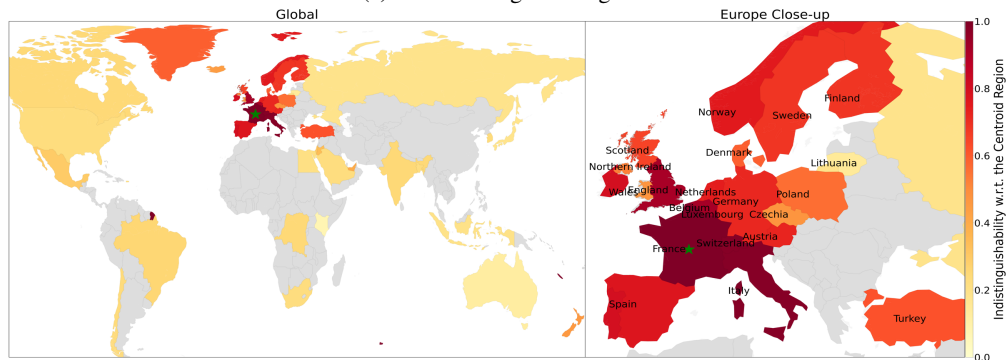 Global
Europe Close-up
Norway
Finland
Sweden
Scotland
Denmark
Northern Ireland
Lithuania
Wales
England
Netherlands
Poland
Germany
Belgium
Luxembourg
Czechia
Austria
France
Switzerland
Italy
Spain
Turkey
1.0
0.8
0.6
0.4
0.2
0.0
Indistinguishability w.r.t. the Centroid Region